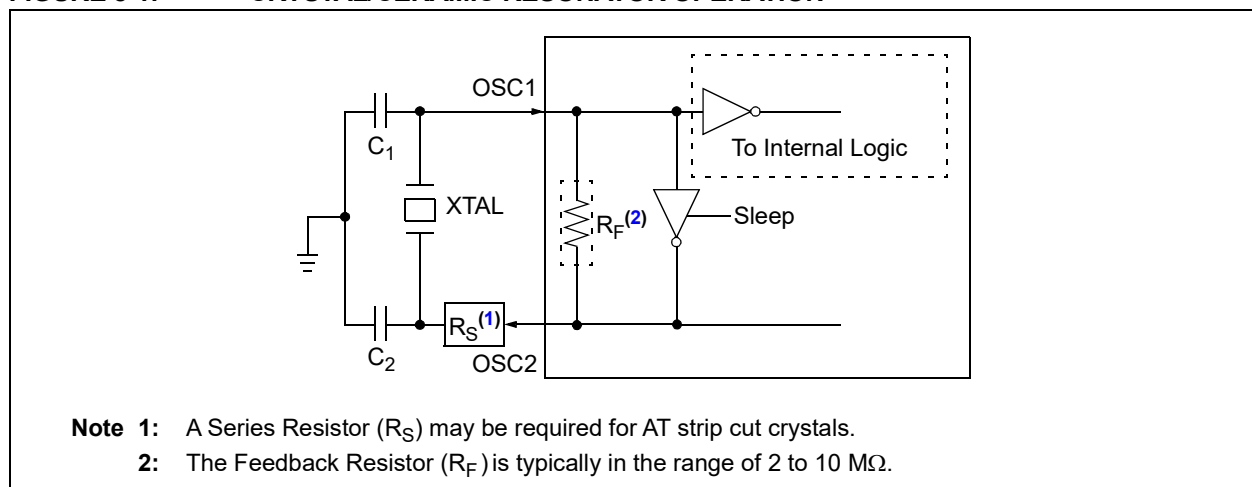 OSC1
C1
To Internal Logic
XTAL
RF(2)
Sleep
RS(1)
C2
OSC2
Note 1: A Series Resistor (RS) may be required for AT strip cut crystals.
2: The Feedback Resistor (RF) is typically in the range of 2 to 10 MΩ.